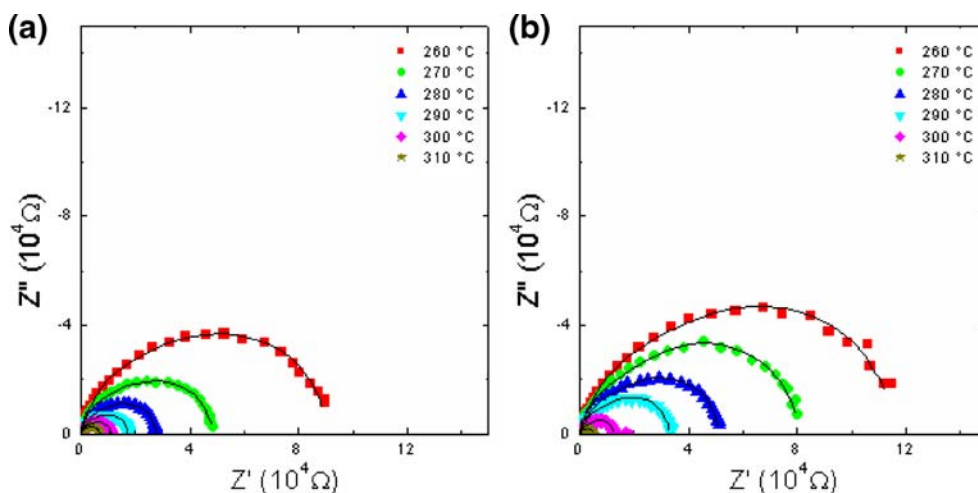 (a)
260 °C
270 °C
280 °C
290 °C
300 °C
310 °C
-12
-8
-4
0
Z" (10⁴Ω)
0
4
8
12
Z' (10⁴Ω)
(b)
260 °C
270 °C
280 °C
290 °C
300 °C
310 °C
-12
-8
-4
0
Z" (10⁴Ω)
0
4
8
12
Z' (10⁴Ω)